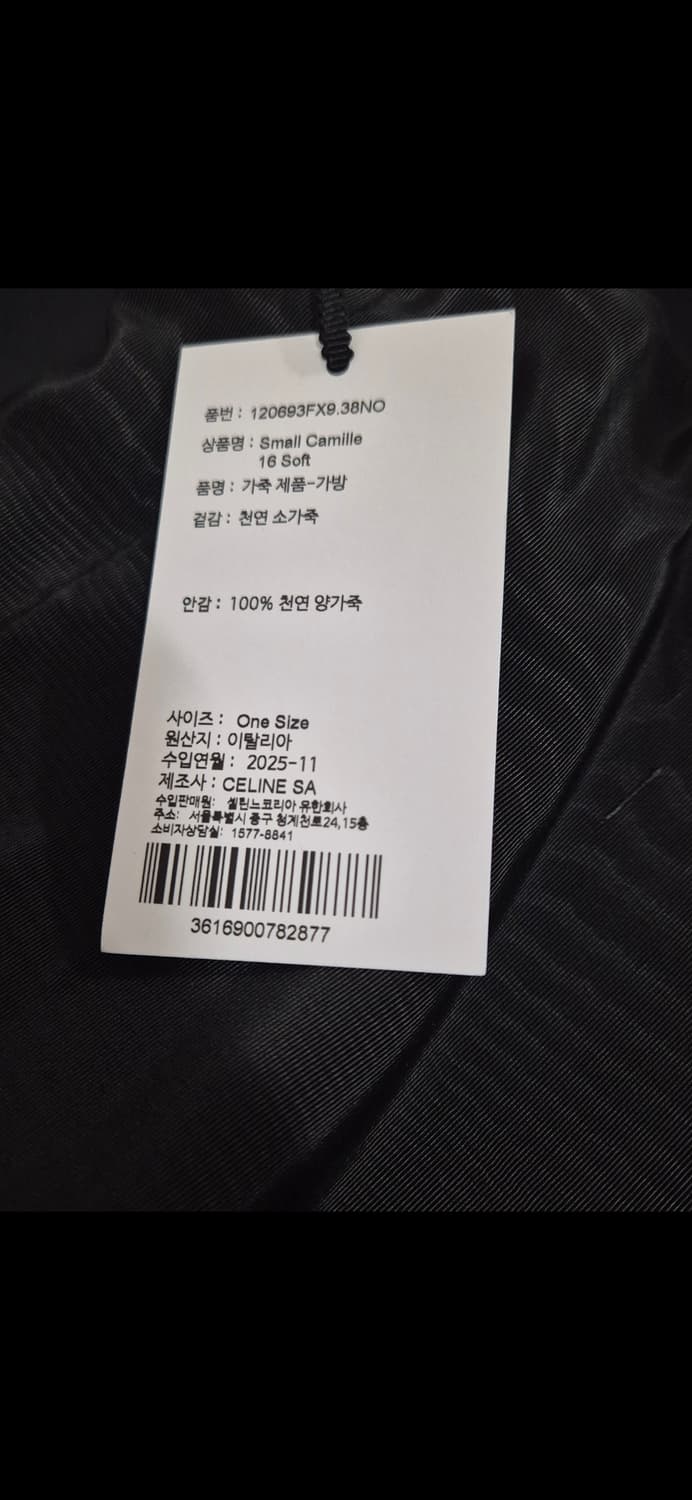 품번 : 120693FX9.38NO
상품명 : Small Camille
16 Soft
품명 : 가죽 제품-가방
겉감 : 천연 소가죽
안감 : 100% 천연 양가죽
사이즈 : One Size
원산지 : 이탈리아
수입연월 : 2025-11
제조사 : CELINE SA
수입판매원: 셀린느코리아 유한회사
주소: 서울특별시 중구 청계천로24,15층
소비자상담실: 1577-8841
3616900782877